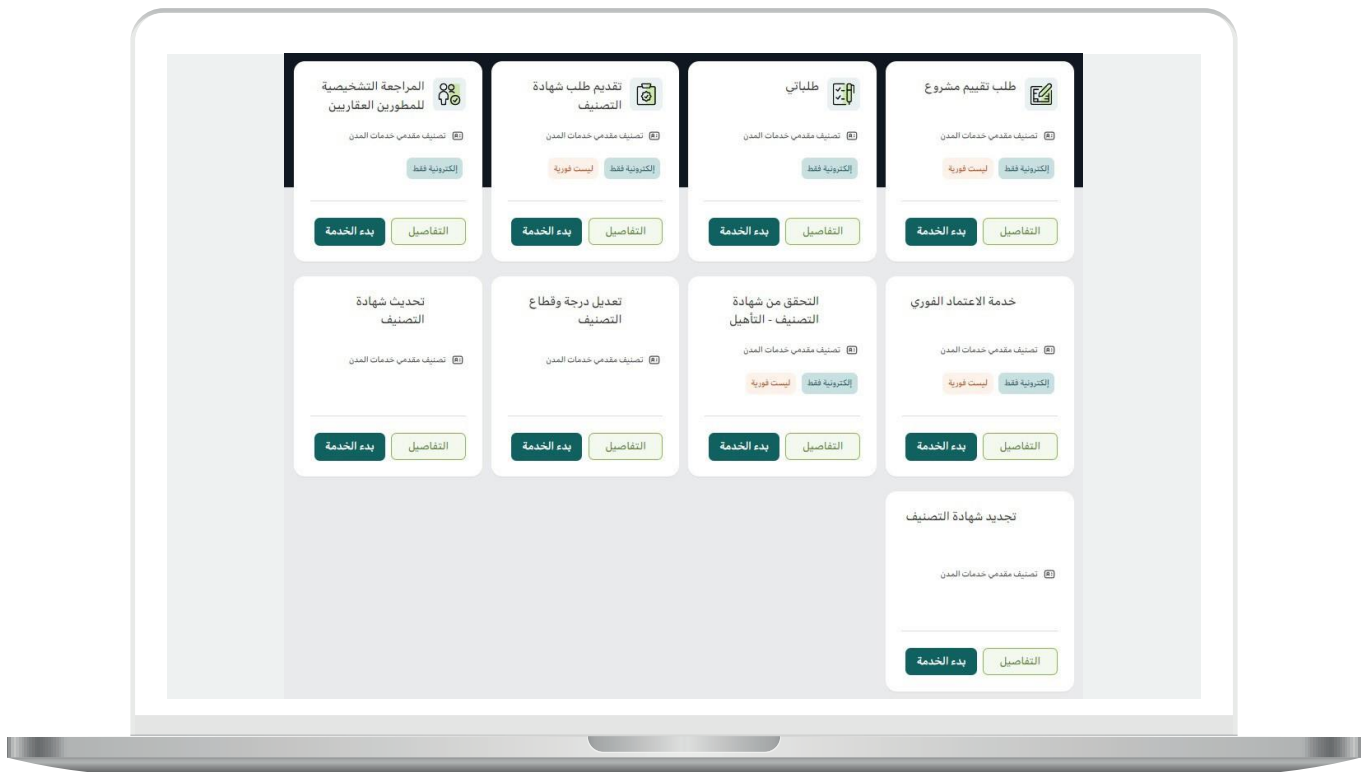 طلب تقييم مشروع
تصنيف مقدمي خدمات المدن
إلكترونية فقط
ليست فورية
التفاصيل
بدء الخدمة
طلباتي
تصنيف مقدمي خدمات المدن
إلكترونية فقط
التفاصيل
بدء الخدمة
تقديم طلب شهادة
التصنيف
تصنيف مقدمي خدمات المدن
إلكترونية فقط
ليست فورية
التفاصيل
بدء الخدمة
المراجعة التشخيصية
للمطورين العقاريين
تصنيف مقدمي خدمات المدن
إلكترونية فقط
التفاصيل
بدء الخدمة
خدمة الاعتماد الفوري
تصنيف مقدمي خدمات المدن
إلكترونية فقط
ليست فورية
التفاصيل
بدء الخدمة
التحقق من شهادة
التصنيف - التأهيل
تصنيف مقدمي خدمات المدن
إلكترونية فقط
ليست فورية
التفاصيل
بدء الخدمة
تعديل درجة وقطاع
التصنيف
تصنيف مقدمي خدمات المدن
التفاصيل
بدء الخدمة
تحديث شهادة
التصنيف
تصنيف مقدمي خدمات المدن
التفاصيل
بدء الخدمة
تجديد شهادة التصنيف
تصنيف مقدمي خدمات المدن
التفاصيل
بدء الخدمة